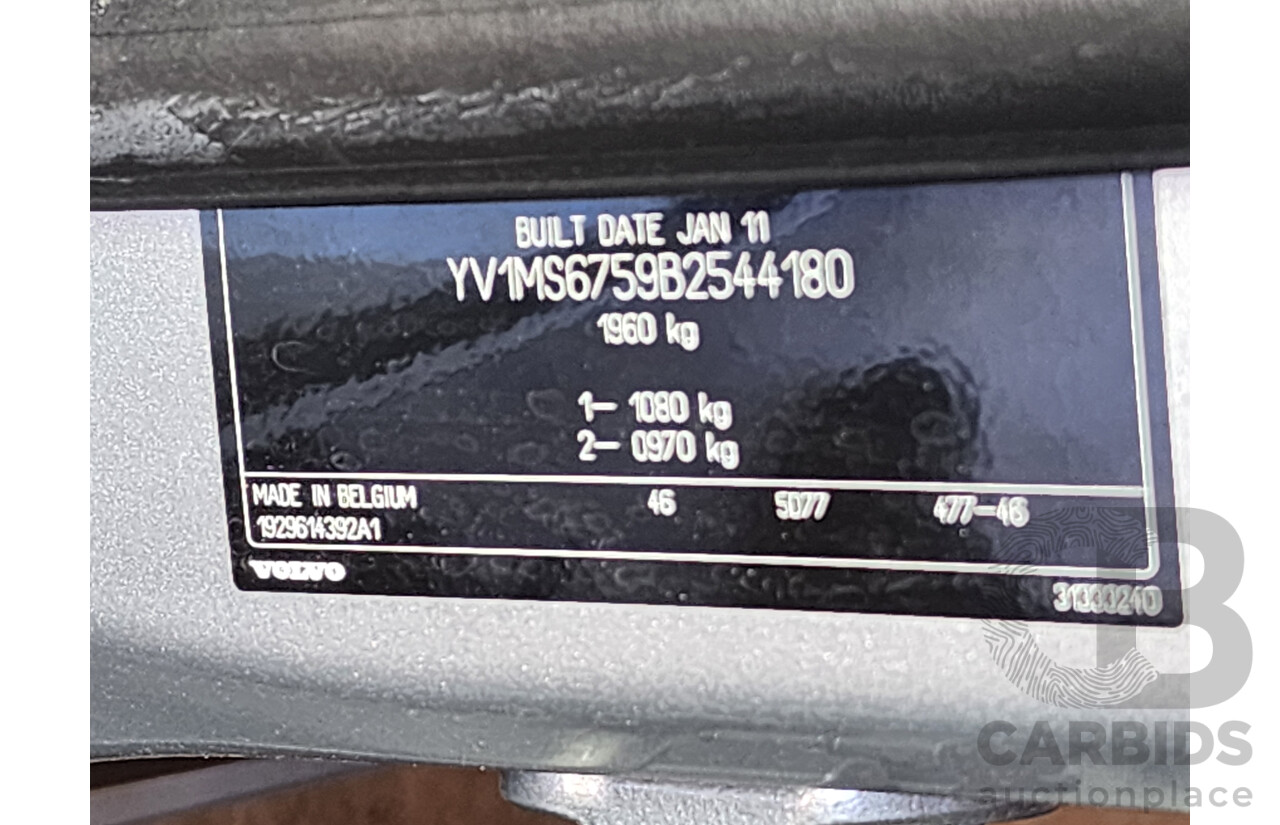 BUILT DATE JAN 11
YV1MS6759B2544180
1960 kg
1- 1080 kg
2- 0970 kg
MADE IN BELGIUM 46 5077 477-46
1929614392A1
VOLVO
31333240
CARBIDS
auctionplace